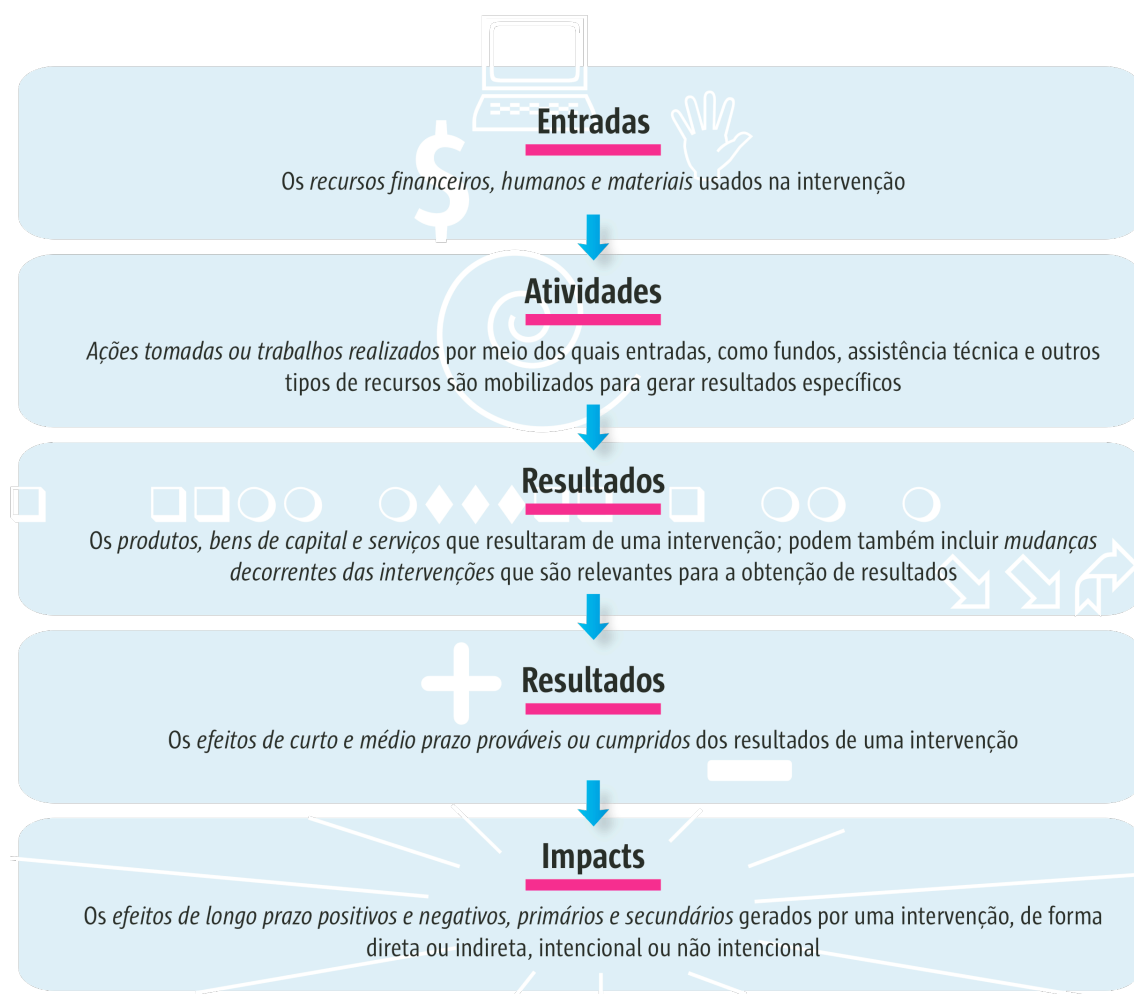 Entradas
Os recursos financeiros, humanos e materiais usados na intervenção
Atividades
Ações tomadas ou trabalhos realizados por meio dos quais entradas, como fundos, assistência técnica e outros
tipos de recursos são mobilizados para gerar resultados específicos
Resultados
Os produtos, bens de capital e serviços que resultaram de uma intervenção; podem também incluir mudanças
decorrentes das intervenções que são relevantes para a obtenção de resultados
Resultados
Os efeitos de curto e médio prazo prováveis ou cumpridos dos resultados de uma intervenção
Impacts
Os efeitos de longo prazo positivos e negativos, primários e secundários gerados por uma intervenção, de forma
direta ou indireta, intencional ou não intencional